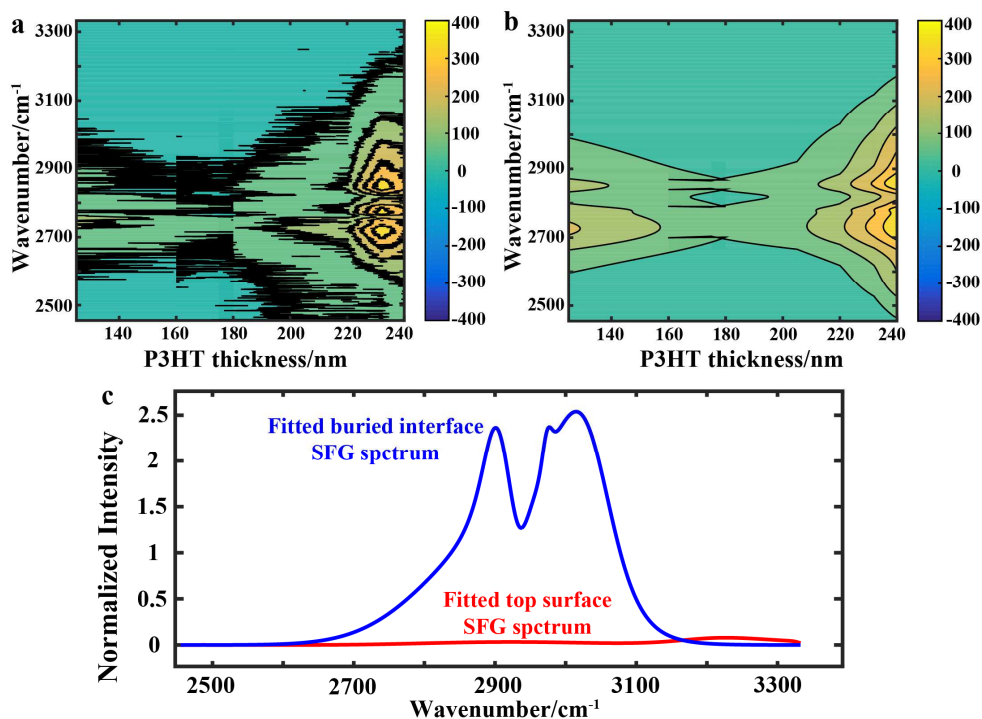 a
3300
3100
2900
2700
2500
Wavenumber/cm-1
140 160 180 200 220 240
P3HT thickness/nm
400
300
200
100
0
-100
-200
-300
-400
b
3300
3100
2900
2700
2500
Wavenumber/cm-1
140 160 180 200 220 240
P3HT thickness/nm
400
300
200
100
0
-100
-200
-300
-400
c
2.5
2
1.5
1
0.5
0
Normalized Intensity
Fitted buried interface
SFG spctrum
Fitted top surface
SFG spctrum
2500 2700 2900 3100 3300
Wavenumber/cm-1